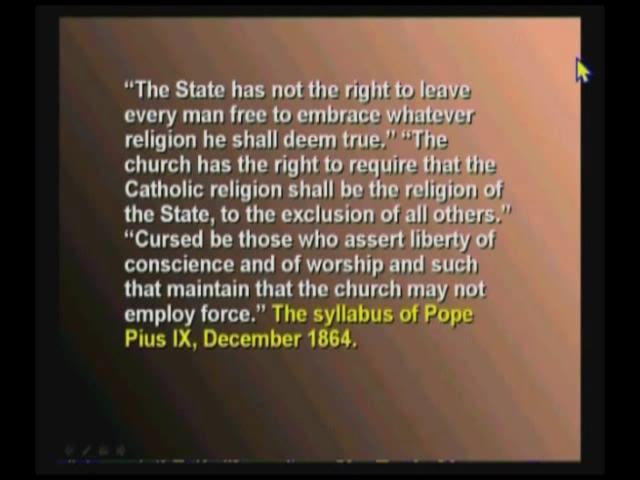 “The State has not the right to leave
every man free to embrace whatever
religion he shall deem true.” “The
church has the right to require that the
Catholic religion shall be the religion of
the State, to the exclusion of all others.”
“Cursed be those who assert liberty of
conscience and of worship and such
that maintain that the church may not
employ force.” The syllabus of Pope
Pius IX, December 1864.